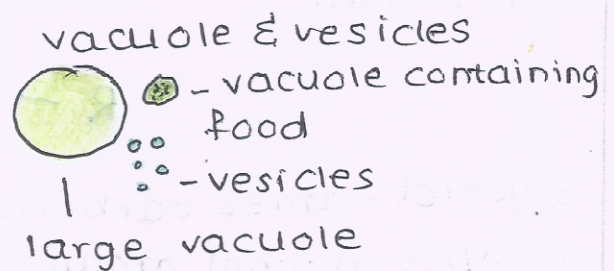 vacuole & vesicles
- vacuole containing
food
- vesicles
large vacuole